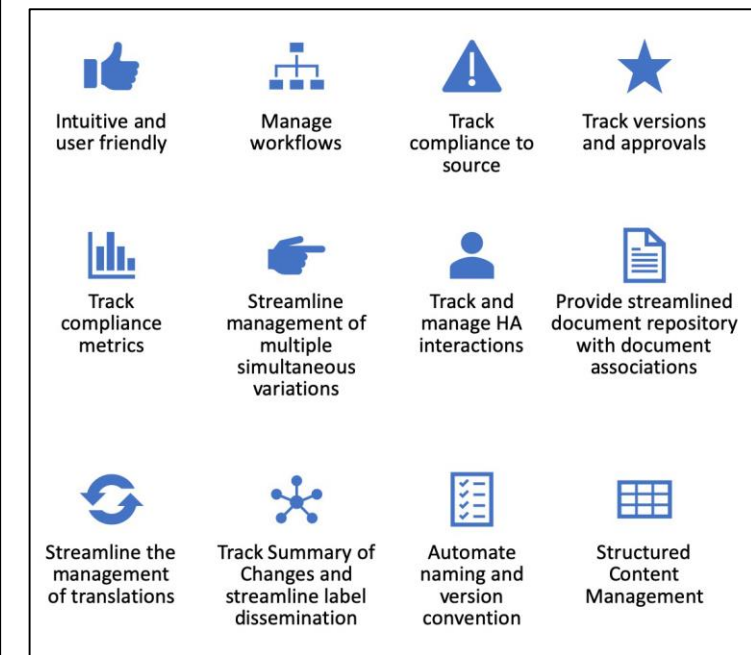 Intuitive and
user friendly
Manage
workflows
Track
compliance to
source
Track versions
and approvals
Track
compliance
metrics
Streamline
management of
multiple
simultaneous
variations
Track and
manage HA
interactions
Provide streamlined
document repository
with document
associations
Streamline the
management
of translations
Track Summary of
Changes and
streamline label
dissemination
Automate
naming and
version
convention
Structured
Content
Management